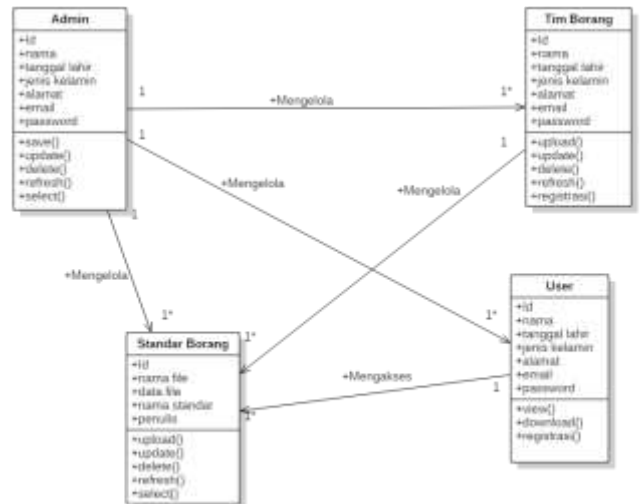 Admin
+Id
+nama
+tanggal lahir
+jenis kelamin
+alamat
+email
+password
+save()
+update()
+delete()
+refresh()
+select()
Tim Borang
+Id
+nama
+tanggal lahir
+jenis kelamin
+alamat
+email
+password
+upload()
+update()
+delete()
+refresh()
+registrasi()
1
+Mengelola
1*
1
+Mengelola
1*
1
+Mengelola
1*
1
+Mengelola
1*
User
+Id
+nama
+tanggal lahir
+jenis kelamin
+alamat
+email
+password
+view()
+download()
+registrasi()
1
+Mengakses
1*
Standar Borang
+Id
+nama file
+data file
+nama standar
+penulis
+upload()
+update()
+delete()
+refresh()
+select()